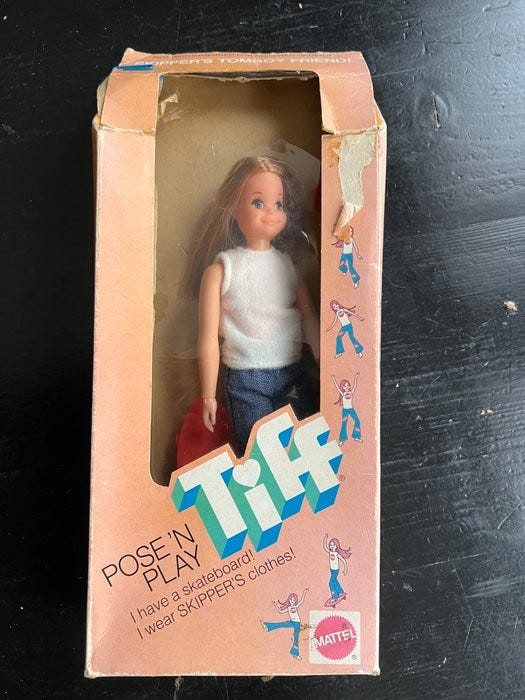 SKIPPER'S TOMBOY FRIEND!
Tiff®
POSE 'N
PLAY
I have a skateboard!
I wear SKIPPER'S clothes!
MATTEL®